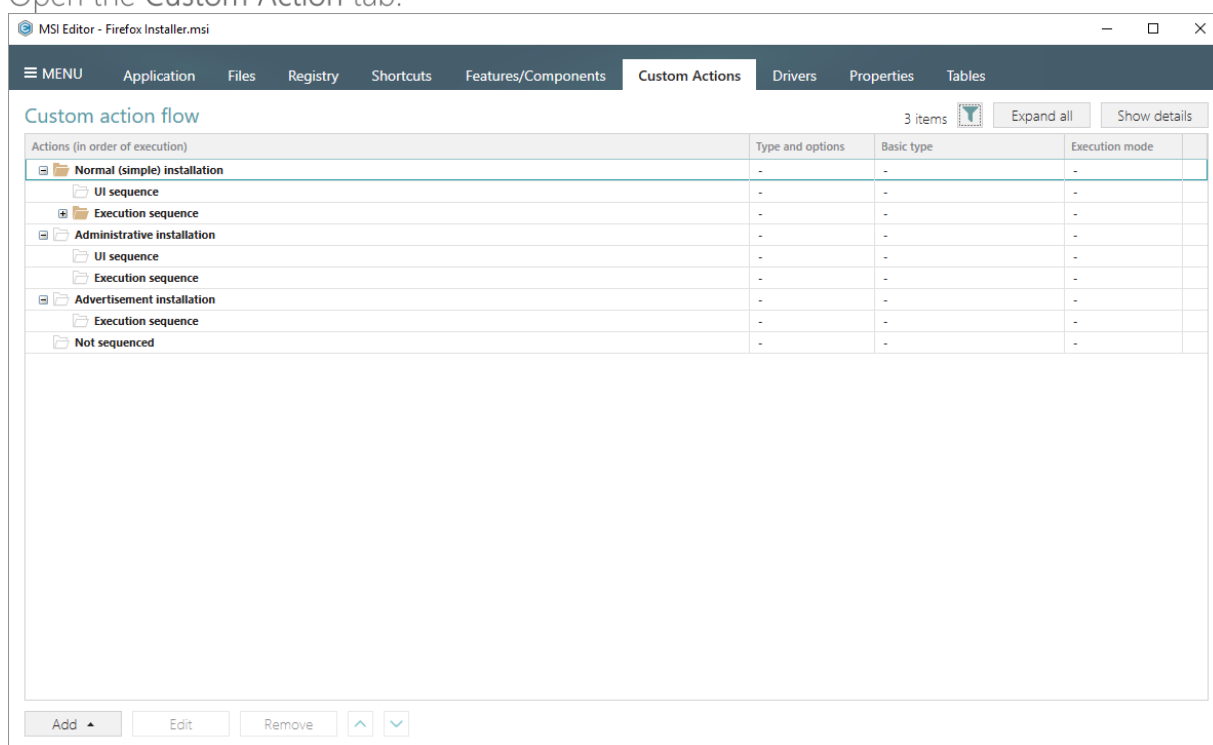 Open the Custom Action tab.
MSI Editor - Firefox Installer.msi
MENU Application Files Registry Shortcuts Features/Components Custom Actions Drivers Properties Tables
Custom action flow 3 items Expand all Show details
Actions (in order of execution) Type and options Basic type Execution mode
Normal (simple) installation - - -
UI sequence - - -
Execution sequence - - -
Administrative installation - - -
UI sequence - - -
Execution sequence - - -
Advertisement installation - - -
Execution sequence - - -
Not sequenced - - -
Add Edit Remove